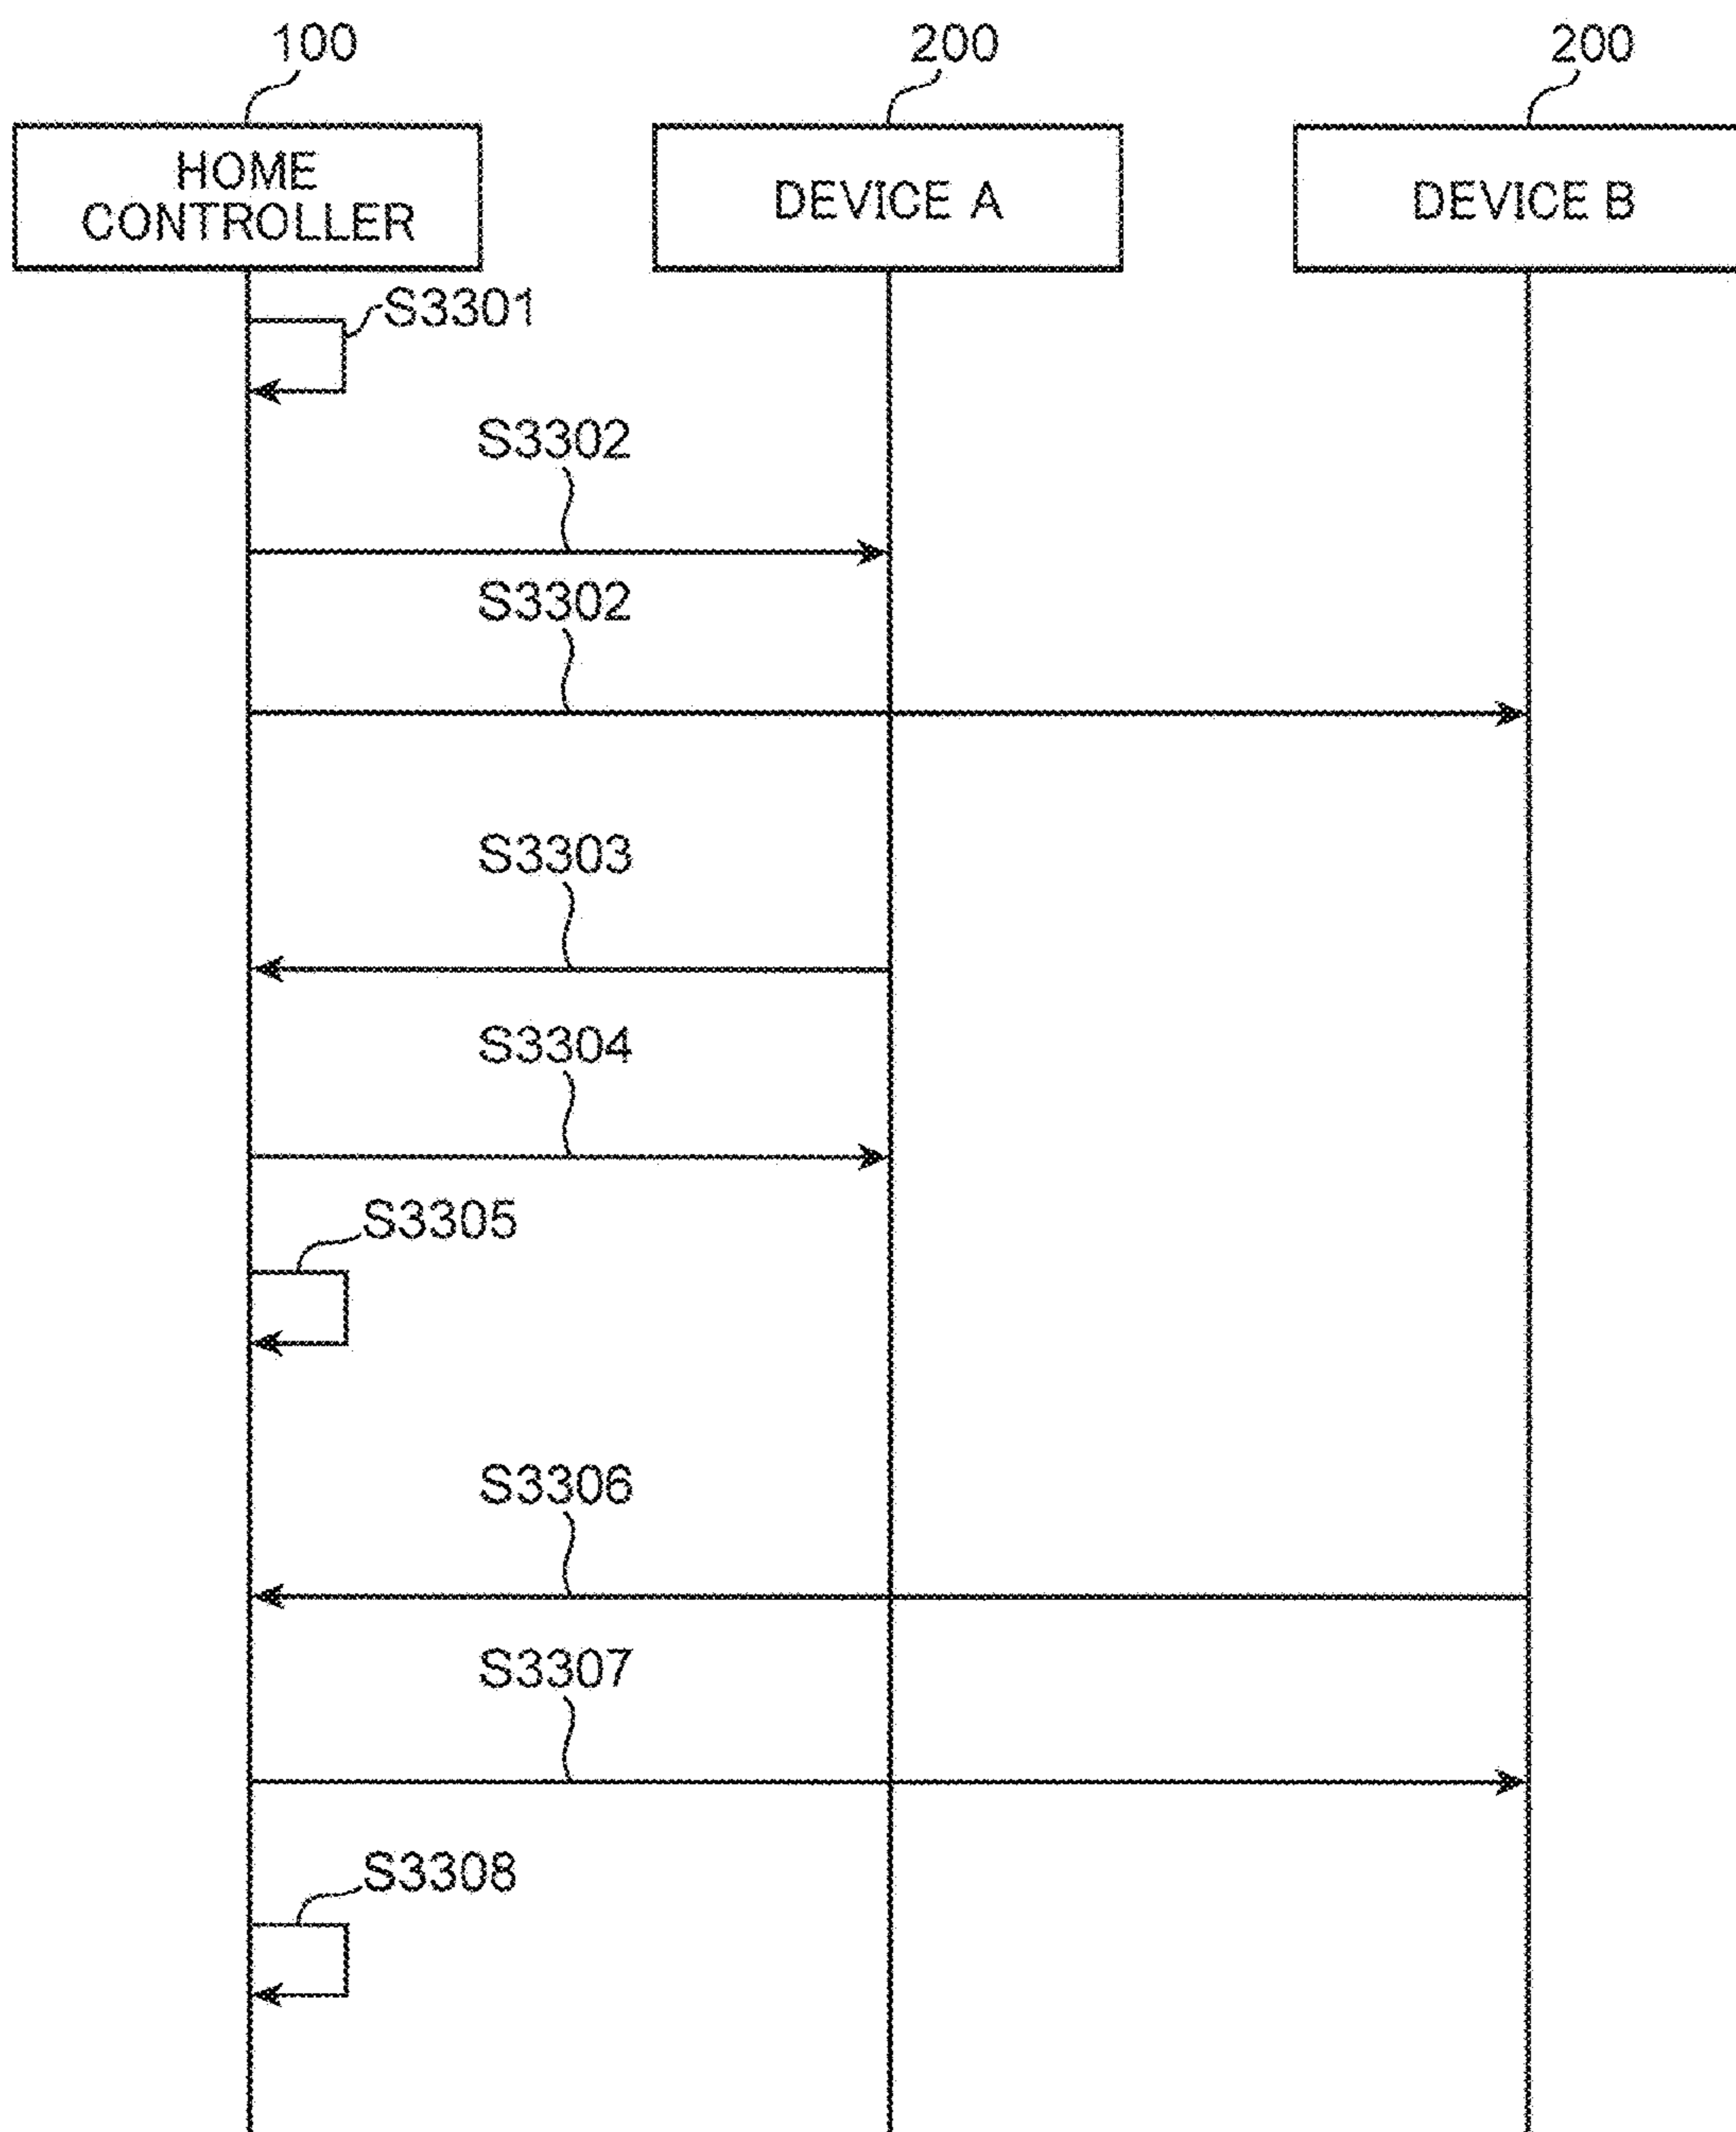 100
200
200
HOME
CONTROLLER
DEVICE A
DEVICE B
S3301
S3302
S3302
S3303
S3304
S3305
S3306
S3307
S3308